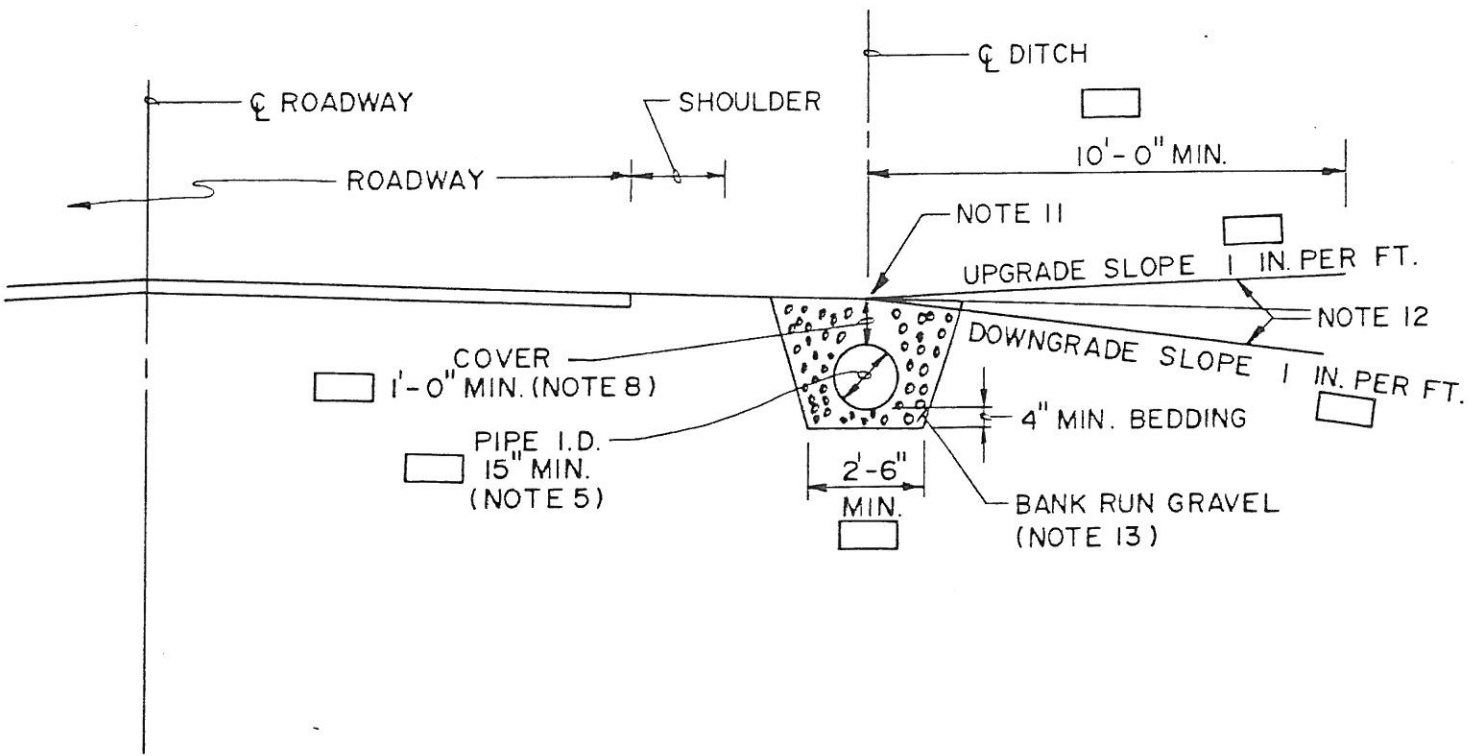 ℄ DITCH
℄ ROADWAY
SHOULDER
10'-0" MIN.
ROADWAY
NOTE 11
UPGRADE SLOPE 1 IN. PER FT.
NOTE 12
DOWNGRADE SLOPE 1 IN. PER FT.
COVER
1'-0" MIN. (NOTE 8)
4" MIN. BEDDING
PIPE I.D.
15" MIN.
(NOTE 5)
2'-6"
MIN.
BANK RUN GRAVEL
(NOTE 13)